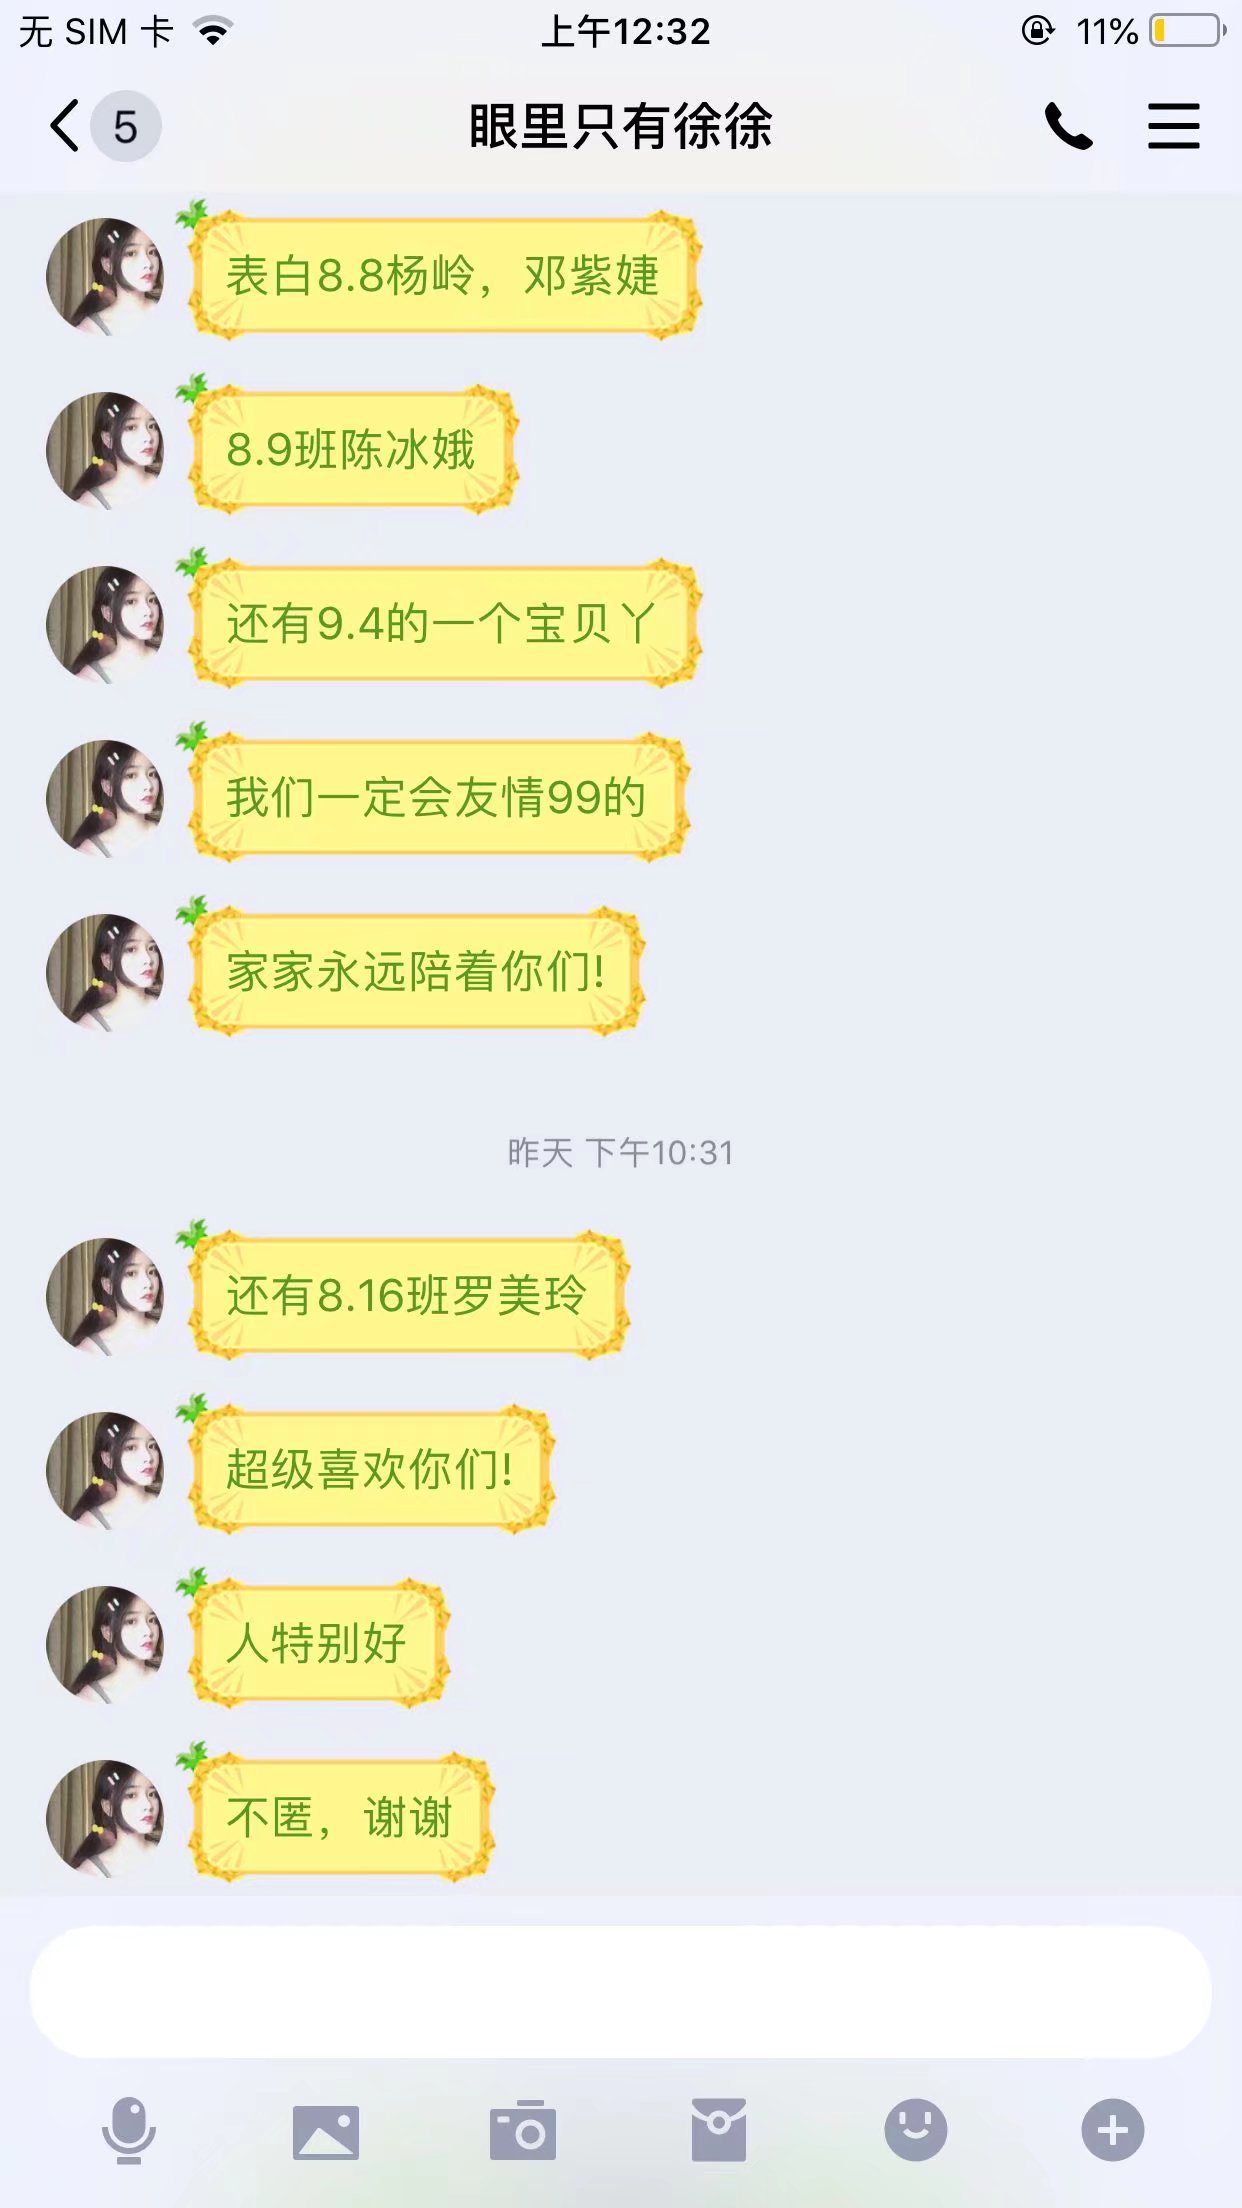 无 SIM 卡 上午12:32 11%
5 眼里只有徐徐
表白8.8杨岭，邓紫婕
8.9班陈冰娥
还有9.4的一个宝贝丫
我们一定会友情99的
家家永远陪着你们!
昨天 下午10:31
还有8.16班罗美玲
超级喜欢你们!
人特别好
不匿，谢谢